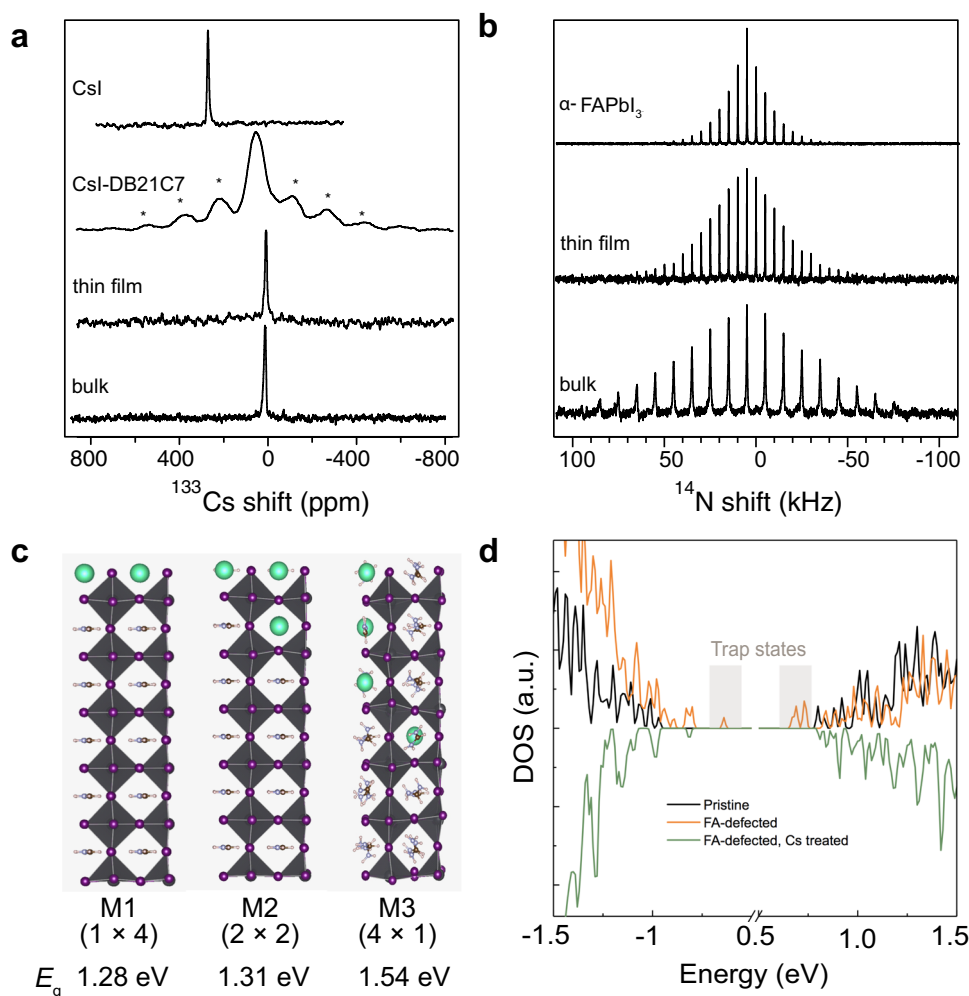 a
CsI
CsI-DB21C7
* * * * * *
thin film
bulk
800 400 0 -400 -800
¹³³Cs shift (ppm)
b
α- FAPbI₃
thin film
bulk
100 50 0 -50 -100
¹⁴N shift (kHz)
c
M1 M2 M3
(1 × 4) (2 × 2) (4 × 1)
E_g 1.28 eV 1.31 eV 1.54 eV
d
DOS (a.u.)
Trap states
Pristine
FA-defected
FA-defected, Cs treated
-1.5 -1 0.5 1.0 1.5
Energy (eV)